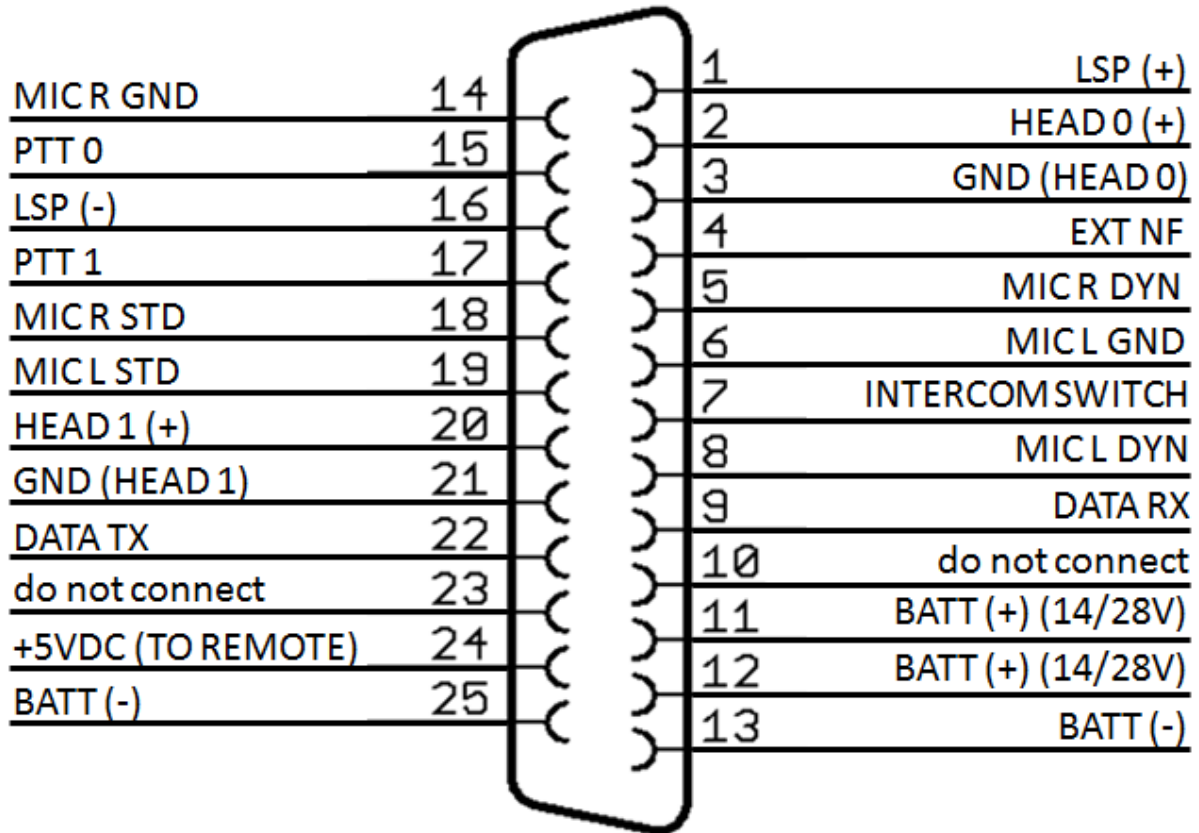 MIC R GND 14
PTT 0 15
LSP (-) 16
PTT 1 17
MIC R STD 18
MIC L STD 19
HEAD 1 (+) 20
GND (HEAD 1) 21
DATA TX 22
do not connect 23
+5VDC (TO REMOTE) 24
BATT (-) 25
1 LSP (+)
2 HEAD 0 (+)
3 GND (HEAD 0)
4 EXT NF
5 MIC R DYN
6 MIC L GND
7 INTERCOM SWITCH
8 MIC L DYN
9 DATA RX
10 do not connect
11 BATT (+) (14/28V)
12 BATT (+) (14/28V)
13 BATT (-)